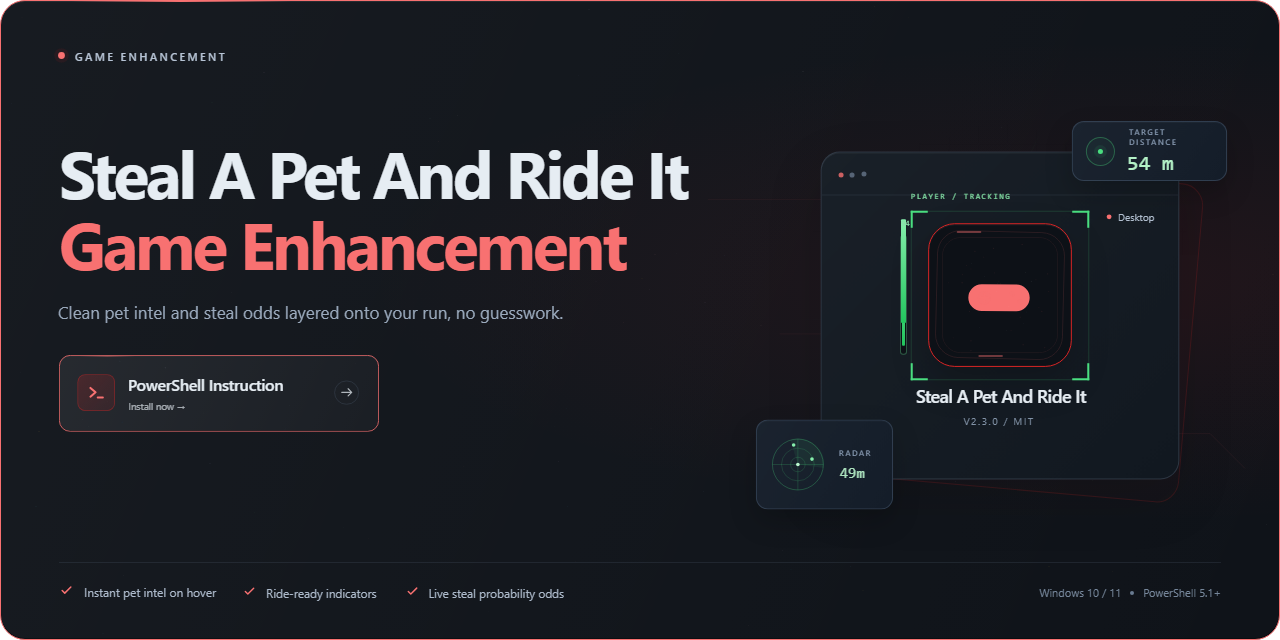 GAME ENHANCEMENT
Steal A Pet And Ride It
Game Enhancement
Clean pet intel and steal odds layered onto your run, no guesswork.
>_
PowerShell Instruction
Install now →
→
TARGET
DISTANCE
54 m
PLAYER / TRACKING
Desktop
Steal A Pet And Ride It
V2.3.0 / MIT
RADAR
49m
Instant pet intel on hover
Ride-ready indicators
Live steal probability odds
Windows 10 / 11 • PowerShell 5.1+